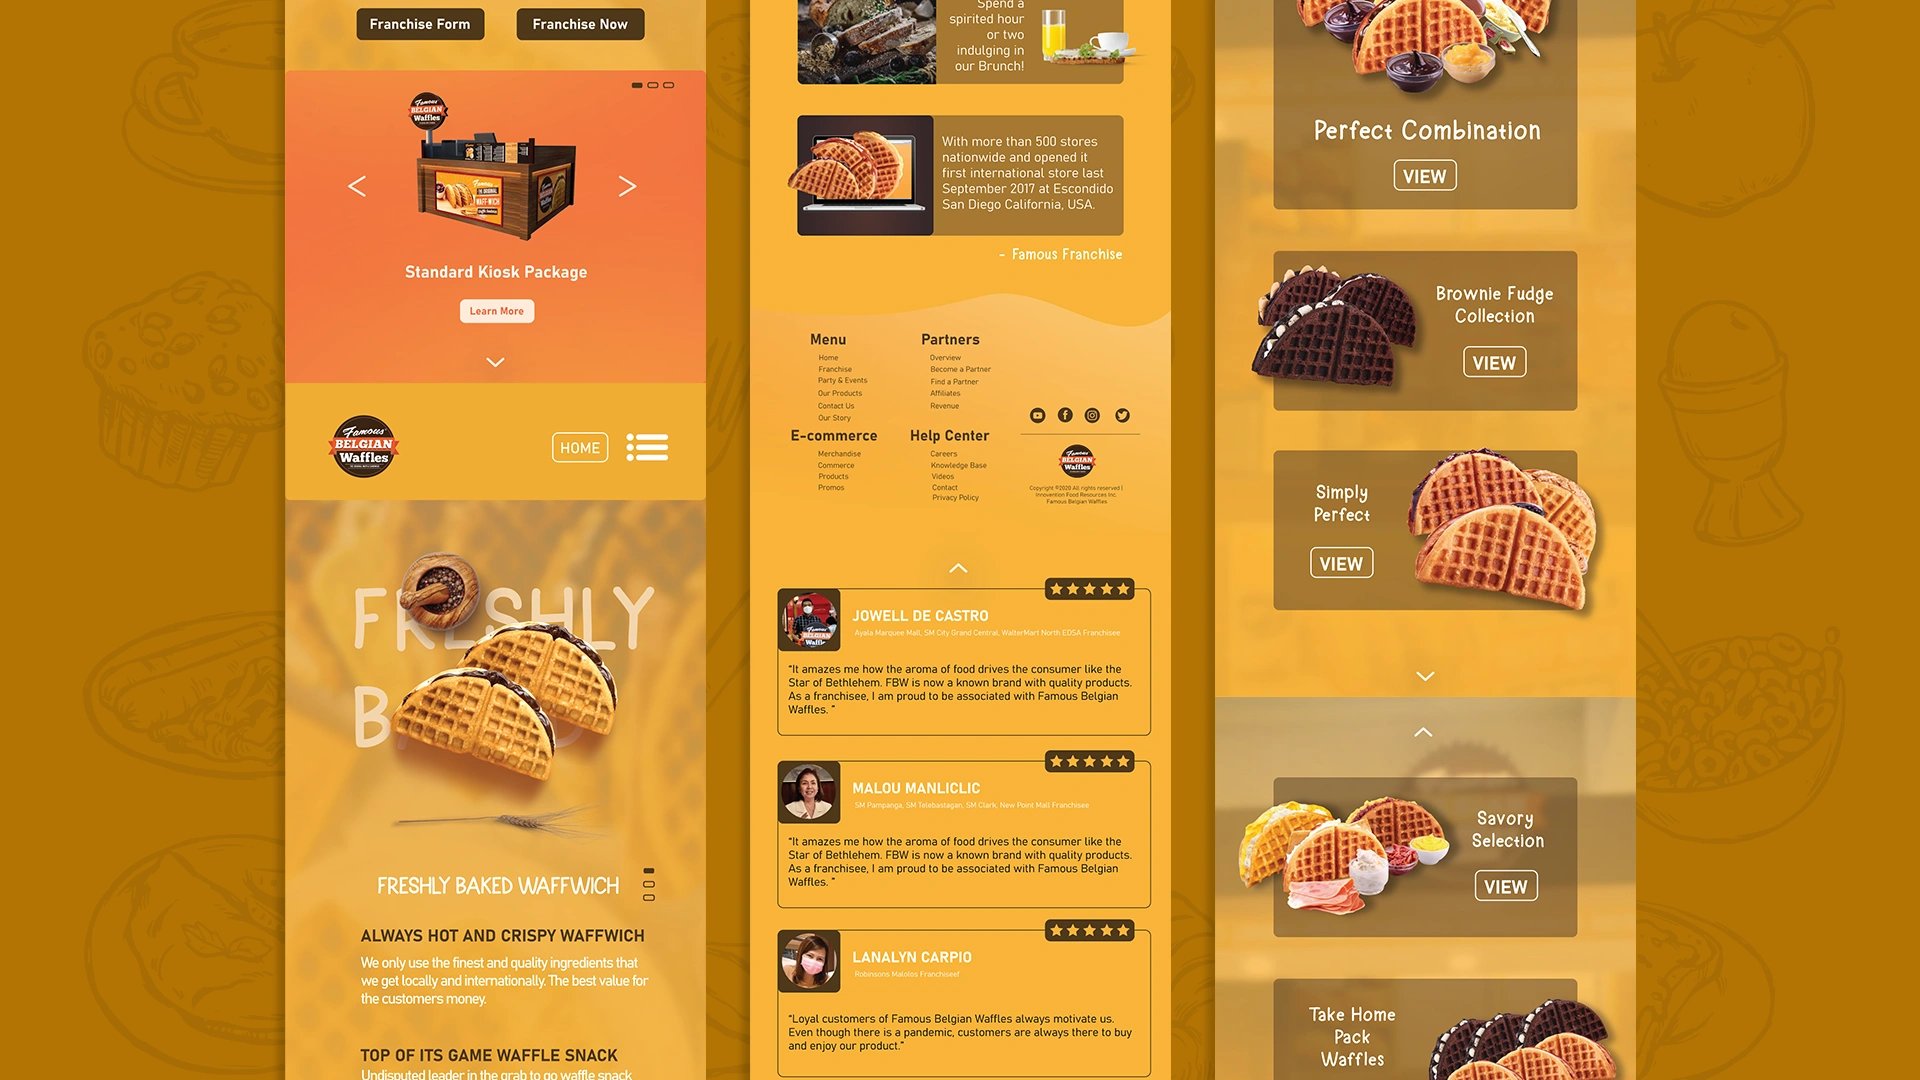 Franchise Form
Franchise Now
Famous
BELGIAN
Waffles
Famous
WAFF-WICH
Standard Kiosk Package
Learn More
Famous
BELGIAN
Waffles
HOME
FRESHLY
FRESHLY BAKED WAFFWICH
ALWAYS HOT AND CRISPY WAFFWICH
We only use the finest and quality ingredients that
we get locally and internationally. The best value for
the customers money.
TOP OF ITS GAME WAFFLE SNACK
Undisputed leader in the grab to go waffle snack
Spend a
spirited hour
or two
indulging in
our Brunch!
With more than 500 stores
nationwide and opened it
first international store last
September 2017 at Escondido
San Diego California, USA.
- Famous Franchise
Menu
Home
Franchise
Party & Events
Our Products
Contact Us
Our Story
Partners
Overview
Become a Partner
Find a Partner
Affiliates
Revenue
E-commerce
Merchandise
Commerce
Products
Promos
Help Center
Careers
Knowledge Base
Videos
Contact
Privacy Policy
Famous
BELGIAN
Waffles
Copyright ©2020 All rights reserved |
Innovention Food Resources Inc.
Famous Belgian Waffles
JOWELL DE CASTRO
Ayala Marquee Mall, SM City Grand Central, WalterMart North EDSA Franchisee
Famous
BELGIAN
Waffles
“It amazes me how the aroma of food drives the consumer like the
Star of Bethlehem. FBW is now a known brand with quality products.
As a franchisee, I am proud to be associated with Famous Belgian
Waffles. ”
MALOU MANLICLIC
SM Pampanga, SM Telebastagan, SM Clark, New Point Mall Franchisee
“It amazes me how the aroma of food drives the consumer like the
Star of Bethlehem. FBW is now a known brand with quality products.
As a franchisee, I am proud to be associated with Famous Belgian
Waffles. ”
LANALYN CARPIO
Robinsons Malolos Franchiseef
“Loyal customers of Famous Belgian Waffles always motivate us.
Even though there is a pandemic, customers are always there to buy
and enjoy our product.”
Perfect Combination
VIEW
Brownie Fudge
Collection
VIEW
Simply
Perfect
VIEW
Savory
Selection
VIEW
Take Home
Pack
Waffles